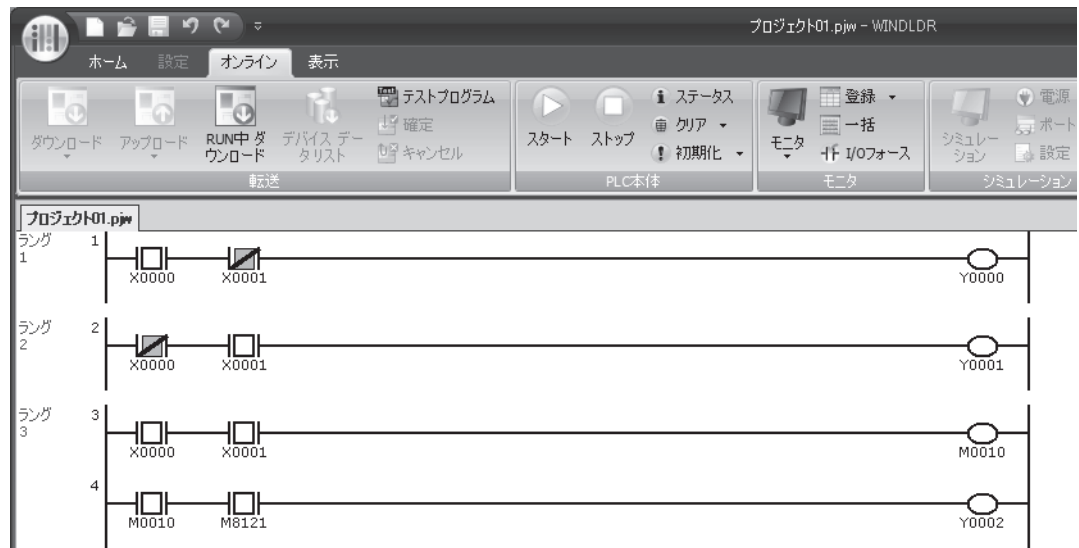 プロジェクト01.pjw - WINDLDR
ホーム 設定 オンライン 表示
ダウンロード
アップロード
RUN中 ダ
ウンロード
デバイス デー
タ リスト
テストプログラム
確定
キャンセル
転送
スタート
ストップ
ステータス
クリア
初期化
PLC本体
モニタ
登録
一括
I/Oフォース
モニタ
シミュレー
ション
電源
ポート
設定
シミュレーション
プロジェクト01.pjw
ラング 1
1
X0000 X0001 Y0000
ラング 2
2
X0000 X0001 Y0001
ラング 3
3
X0000 X0001 M0010
4
M0010 M8121 Y0002